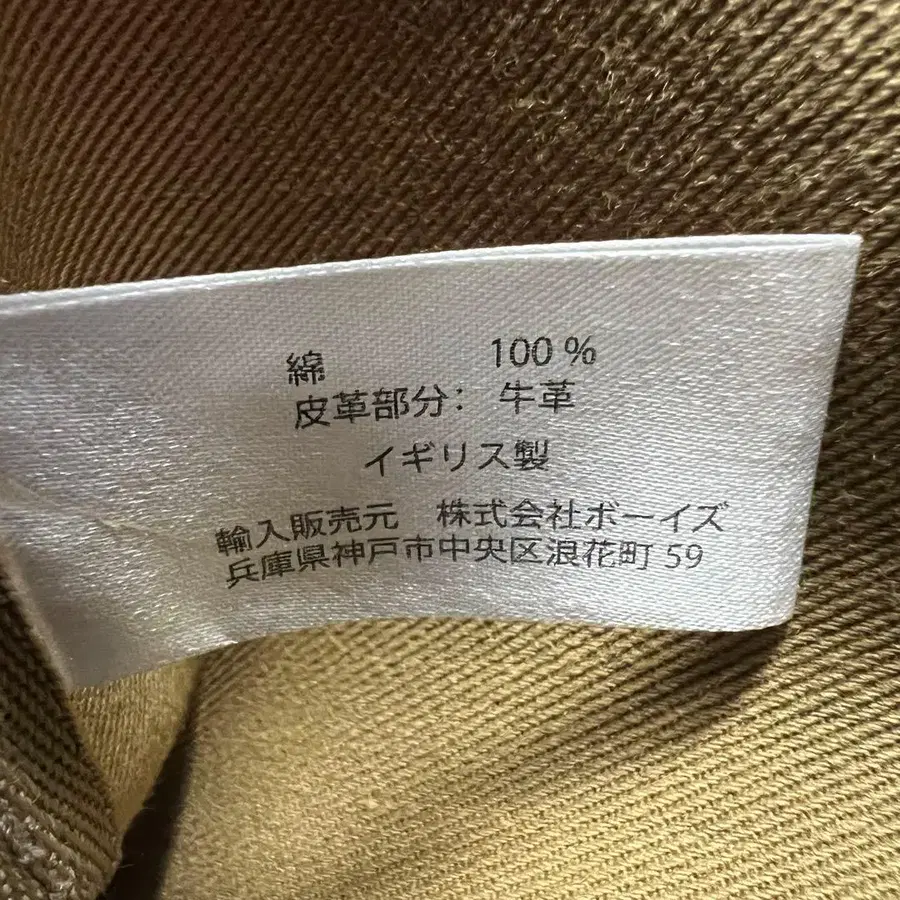 綿 100 %
皮革部分： 牛革
イギリス製
輸入販売元 株式会社ボーイズ
兵庫県神戸市中央区浪花町 59